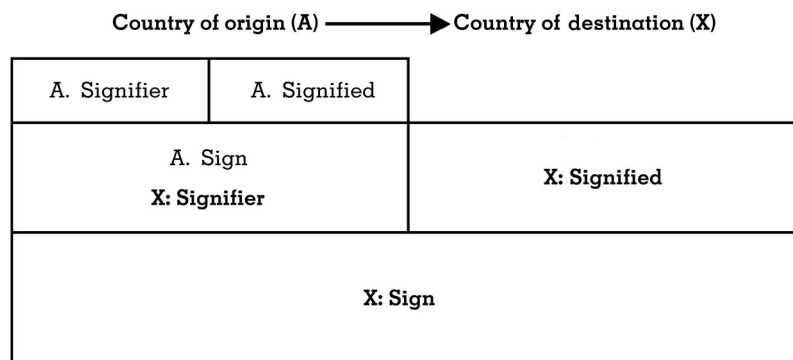 Country of origin (A) Country of destination (X)
A. Signifier A. Signified
A. Sign
X: Signifier
X: Signified
X: Sign